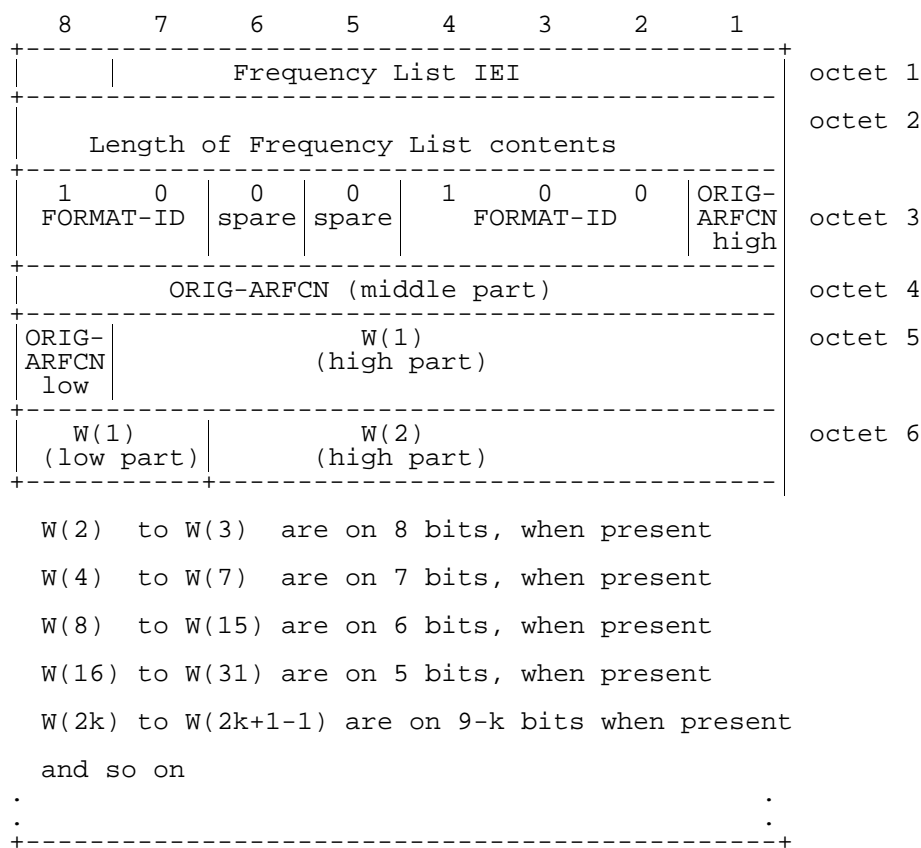 8 7 6 5 4 3 2 1
Frequency List IEI octet 1
octet 2
Length of Frequency List contents
1 0 0 0 1 0 0 ORIG-
FORMAT-ID spare spare FORMAT-ID ARFCN octet 3
high
ORIG-ARFCN (middle part) octet 4
ORIG- W(1) octet 5
ARFCN (high part)
low
W(1) W(2) octet 6
(low part) (high part)
W(2) to W(3) are on 8 bits, when present
W(4) to W(7) are on 7 bits, when present
W(8) to W(15) are on 6 bits, when present
W(16) to W(31) are on 5 bits, when present
W(2k) to W(2k+1-1) are on 9-k bits when present
and so on
. .
. .